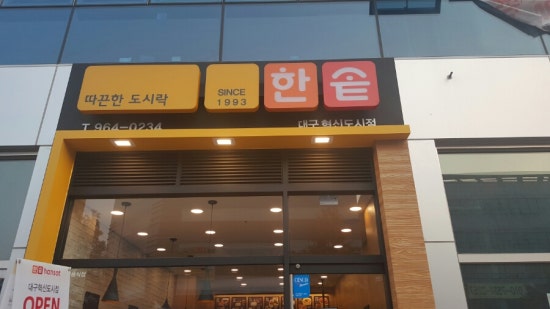 따끈한 도시락
SINCE
1993
한솥
T. 964-0234
대구혁신도시점
hansot
대구혁신도시점
OPEN